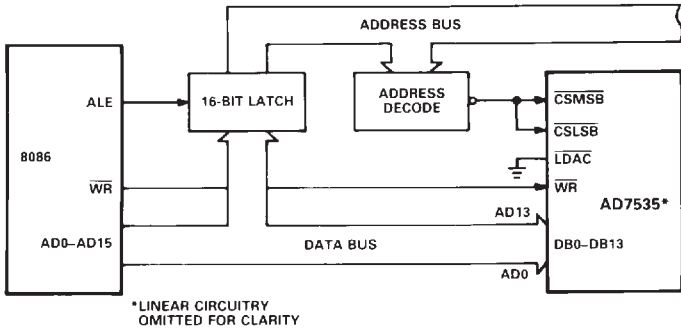 ADDRESS BUS
ALE
16-BIT LATCH
ADDRESS
DECODE
CSMSB
CSLSB
8086
LDAC
WR
WR
AD7535*
AD13
AD0–AD15
DATA BUS
DB0–DB13
AD0
*LINEAR CIRCUITRY
OMITTED FOR CLARITY